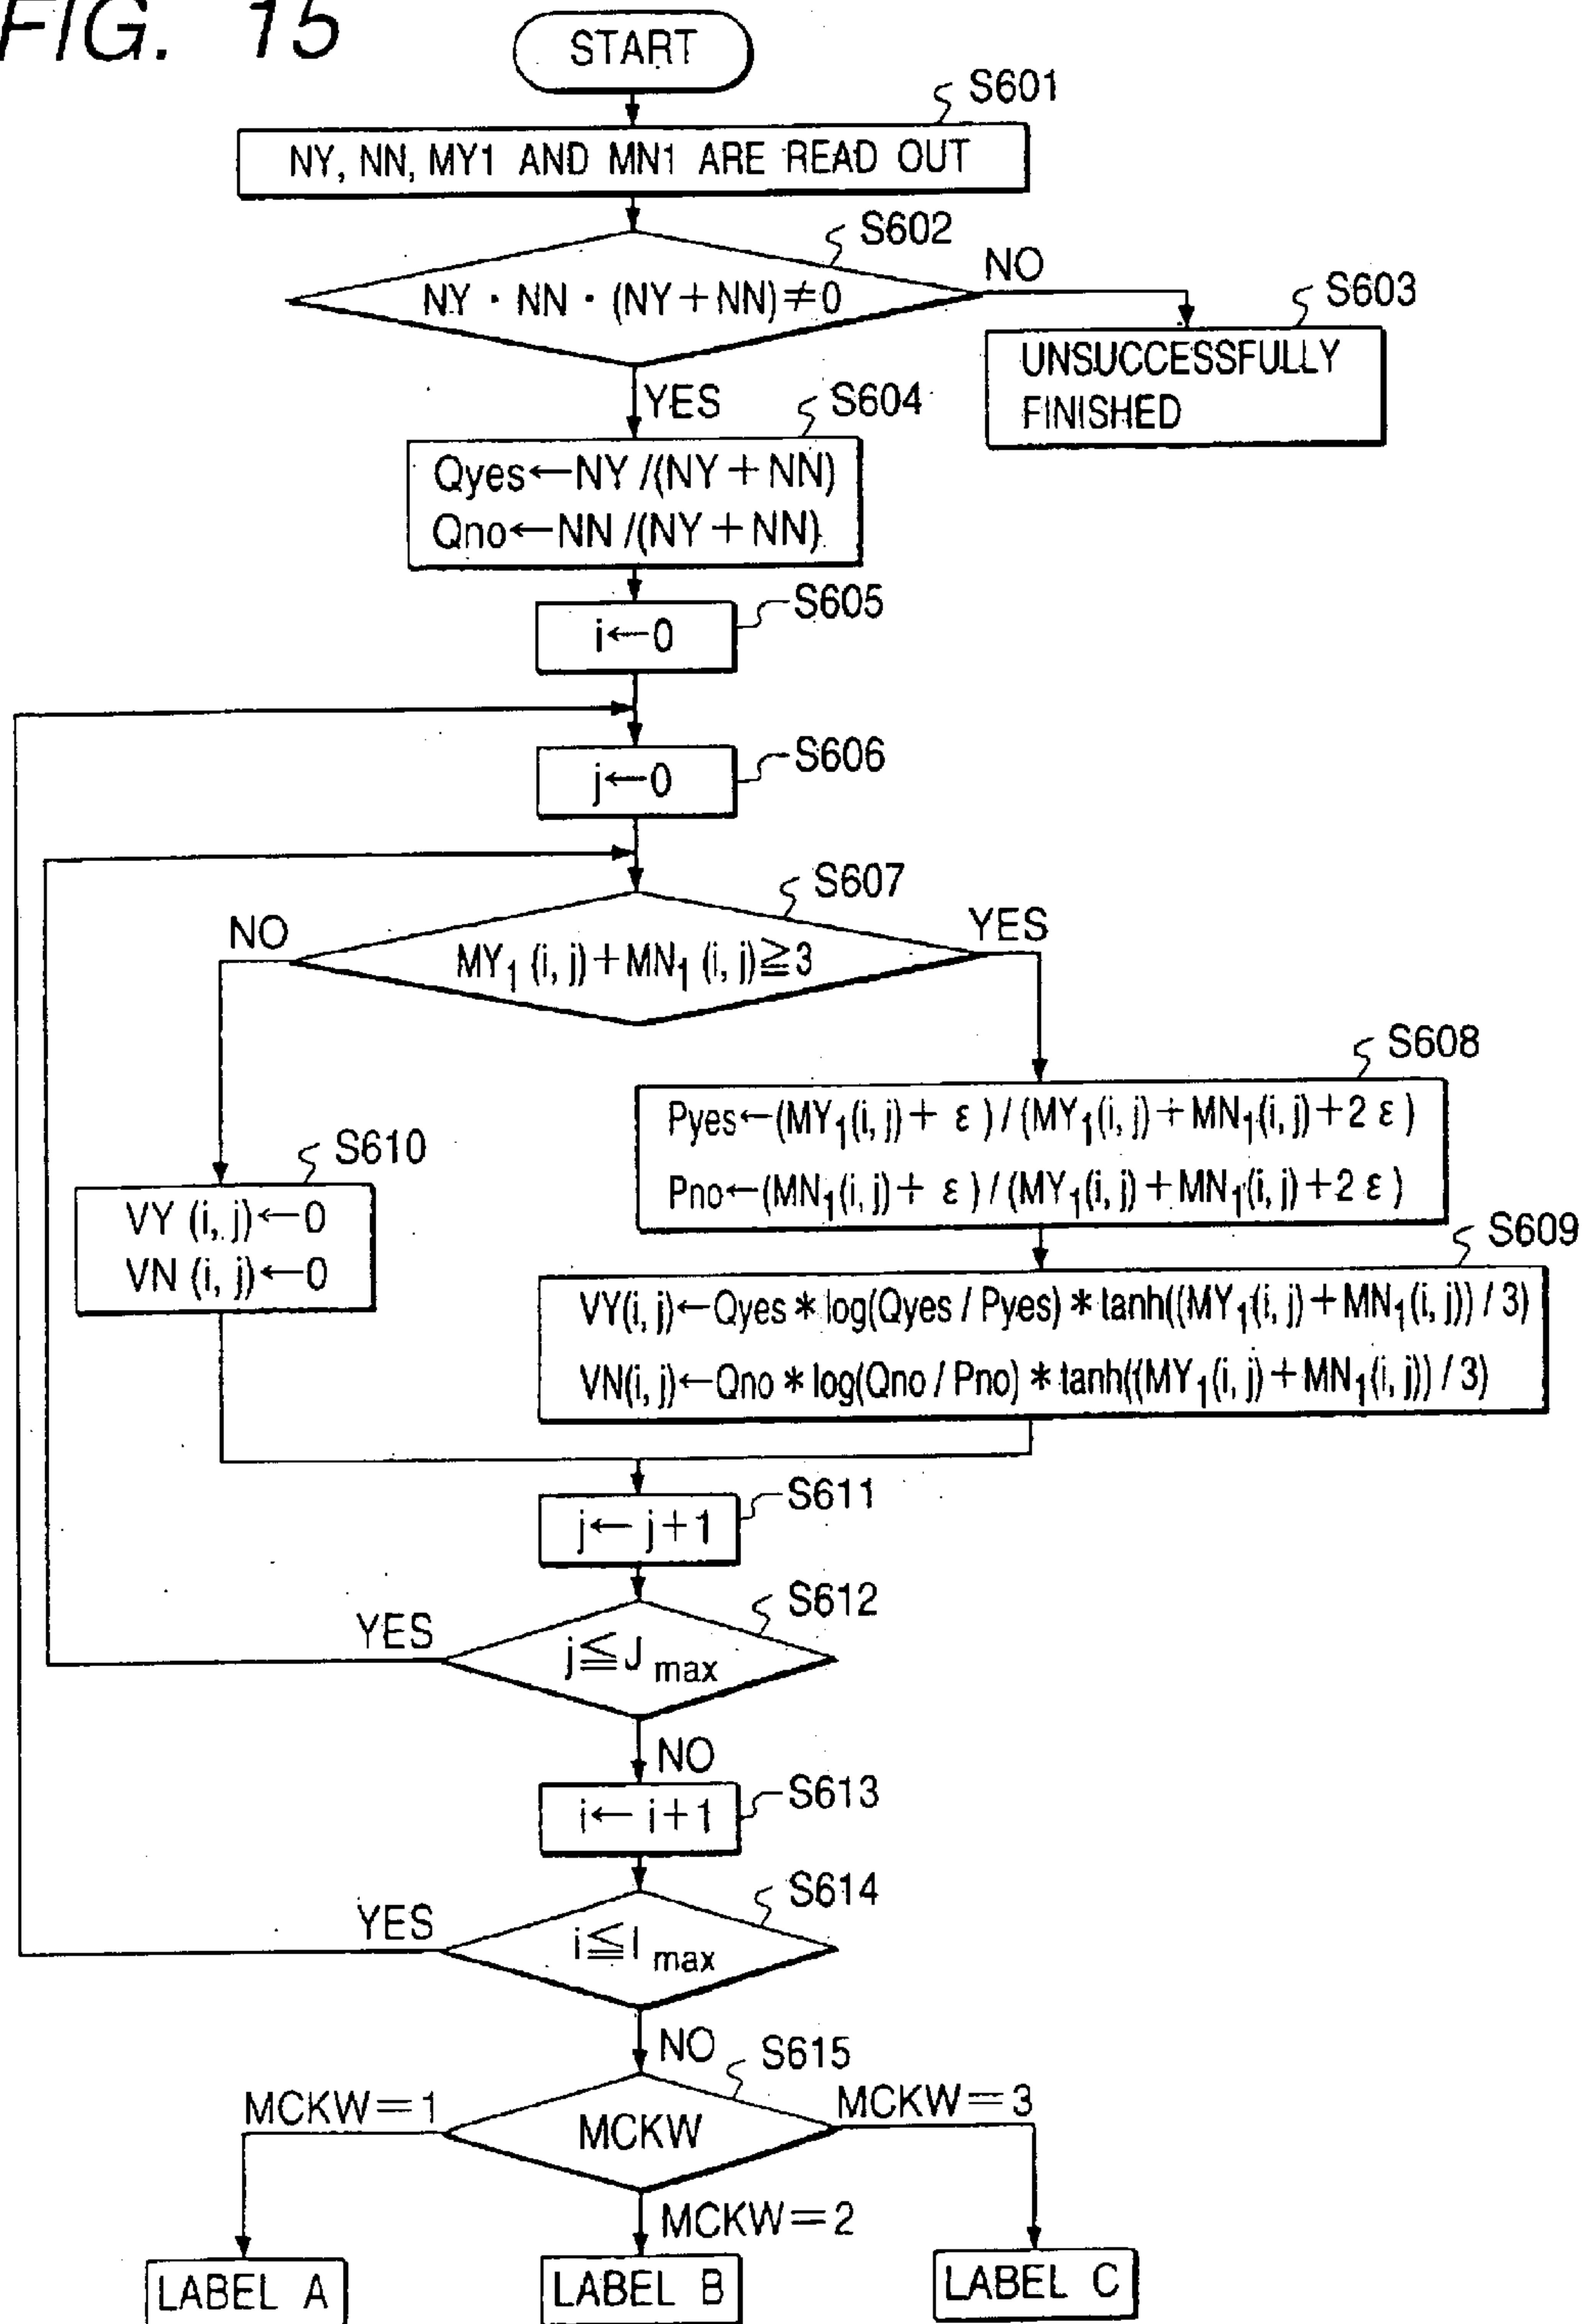 FIG. 15
START
S601
NY, NN, MY1 AND MN1 ARE READ OUT
S602
NY · NN · (NY+NN)≠0
NO
S603
UNSUCCESSFULLY
FINISHED
YES
S604
Qyes←NY /(NY+NN)
Qno←NN /(NY+NN)
S605
i←0
S606
j←0
S607
NO
YES
MY₁ (i, j)+MN₁ (i, j)≧3
S608
Pyes←(MY₁(i, j)+ ε ) / (MY₁(i, j)+MN₁(i, j)+2 ε )
Pno←(MN₁(i, j)+ ε ) / (MY₁(i, j)+MN₁(i, j)+2 ε )
S610
VY (i, j)←0
VN (i, j)←0
S609
VY(i, j)←Qyes * log(Qyes / Pyes) * tanh((MY₁(i, j)+MN₁(i, j)) / 3)
VN(i, j)←Qno * log(Qno / Pno) * tanh((MY₁(i, j)+MN₁(i, j)) / 3)
S611
j← j+1
S612
YES
j≦J max
NO
S613
i← i+1
S614
YES
i≦I max
NO
S615
MCKW=1
MCKW
MCKW=3
MCKW=2
LABEL A
LABEL B
LABEL C